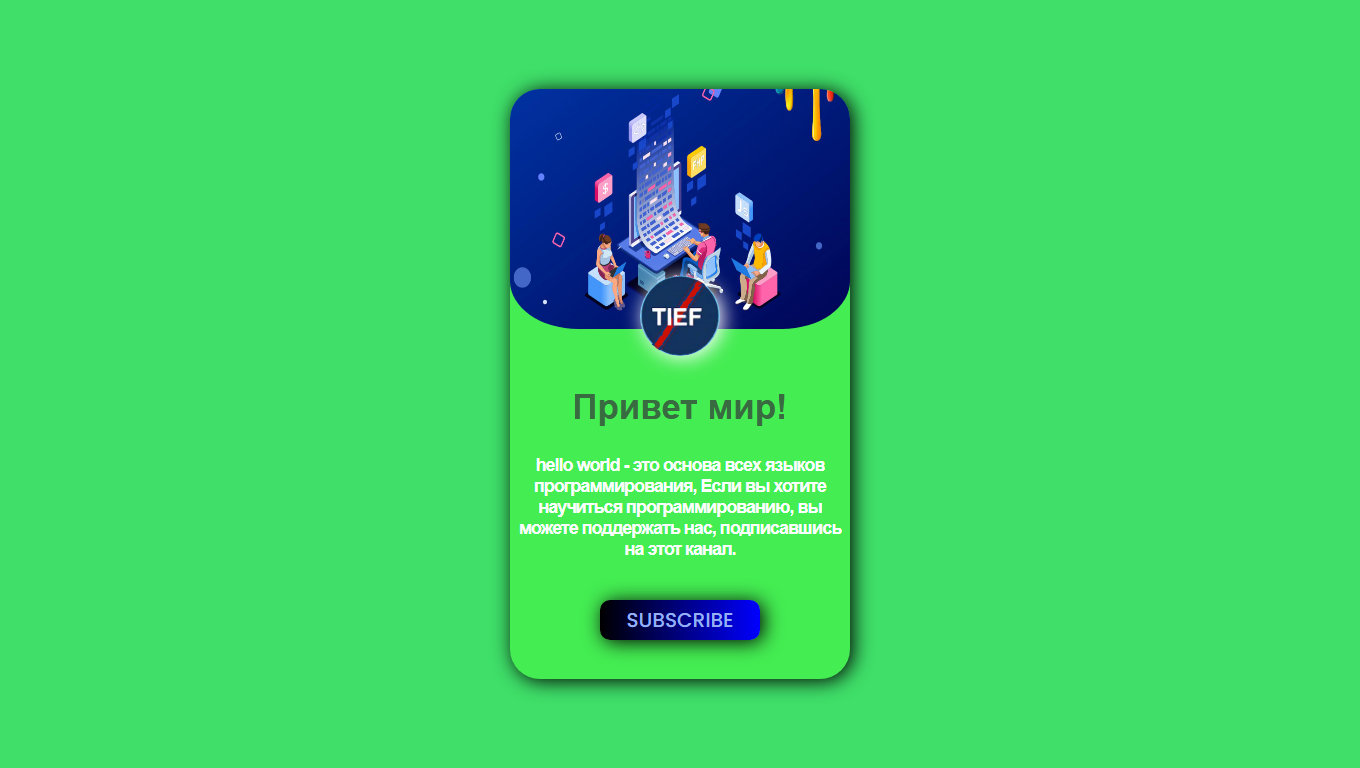 $
JS
TIEF
Привет мир!
hello world - это основа всех языков
программирования, Если вы хотите
научиться программированию, вы
можете поддержать нас, подписавшись
на этот канал.
SUBSCRIBE